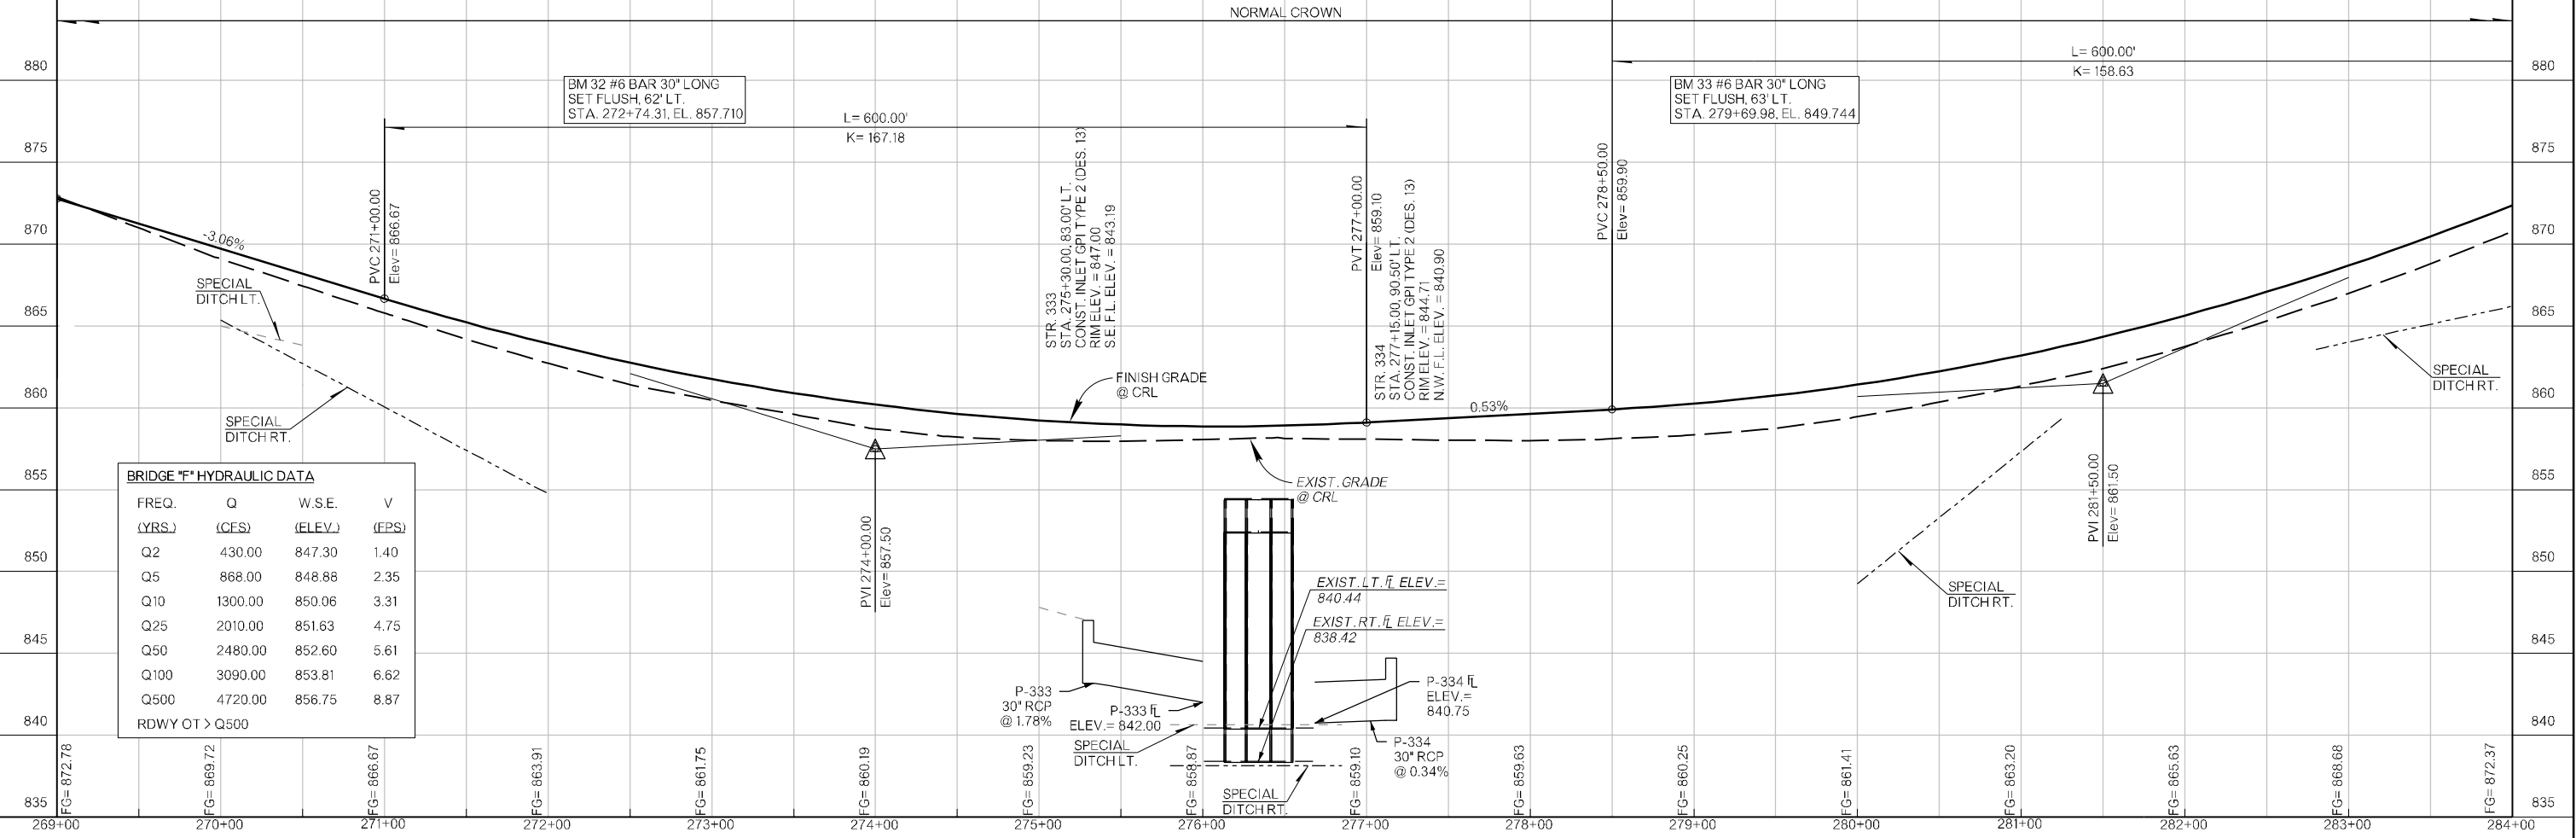 NORMAL CROWN
L= 600.00'
K= 158.63
880
880
BM 32 #6 BAR 30" LONG
SET FLUSH, 62' LT.
STA. 272+74.31, EL. 857.710
BM 33 #6 BAR 30" LONG
SET FLUSH, 63' LT.
STA. 279+69.98, EL. 849.744
L= 600.00'
K= 167.18
875
875
PVC 271+00.00
Elev= 866.67
STR. 333
STA. 275+30.00, 83.00' LT.
CONST. INLET GPI TYPE 2 (DES. 13)
RIM ELEV. = 847.00
S.E. F.L. ELEV. = 843.19
PVT 277+00.00
Elev= 859.10
STR. 334
STA. 277+15.00, 90.50' LT.
CONST. INLET GPI TYPE 2 (DES. 13)
RIM ELEV. = 844.71
N.W. F.L. ELEV. = 840.90
PVC 278+50.00
Elev= 859.90
870
870
-3.06%
SPECIAL
DITCH LT.
865
865
FINISH GRADE
@ CRL
SPECIAL
DITCH RT.
860
860
0.53%
SPECIAL
DITCH RT.
855
855
BRIDGE "F" HYDRAULIC DATA
FREQ. Q W.S.E. V
(YRS.) (CFS) (ELEV.) (FPS)
Q2 430.00 847.30 1.40
Q5 868.00 848.88 2.35
Q10 1300.00 850.06 3.31
Q25 2010.00 851.63 4.75
Q50 2480.00 852.60 5.61
Q100 3090.00 853.81 6.62
Q500 4720.00 856.75 8.87
RDWY OT > Q500
EXIST. GRADE
@ CRL
PVI 274+00.00
Elev= 857.50
PVI 281+50.00
Elev= 861.50
850
850
EXIST. LT. FL ELEV.=
840.44
SPECIAL
DITCH RT.
EXIST. RT. FL ELEV.=
838.42
845
845
P-333
30" RCP
@ 1.78%
P-333 FL
ELEV.= 842.00
P-334 FL
ELEV.=
840.75
840
840
SPECIAL
DITCH LT.
P-334
30" RCP
@ 0.34%
SPECIAL
DITCH RT.
FG= 872.78
FG= 869.72
FG= 866.67
FG= 863.91
FG= 861.75
FG= 860.19
FG= 859.23
FG= 858.87
FG= 859.10
FG= 859.63
FG= 860.25
FG= 861.41
FG= 863.20
FG= 865.63
FG= 868.68
FG= 872.37
835
835
269+00 270+00 271+00 272+00 273+00 274+00 275+00 276+00 277+00 278+00 279+00 280+00 281+00 282+00 283+00 284+00